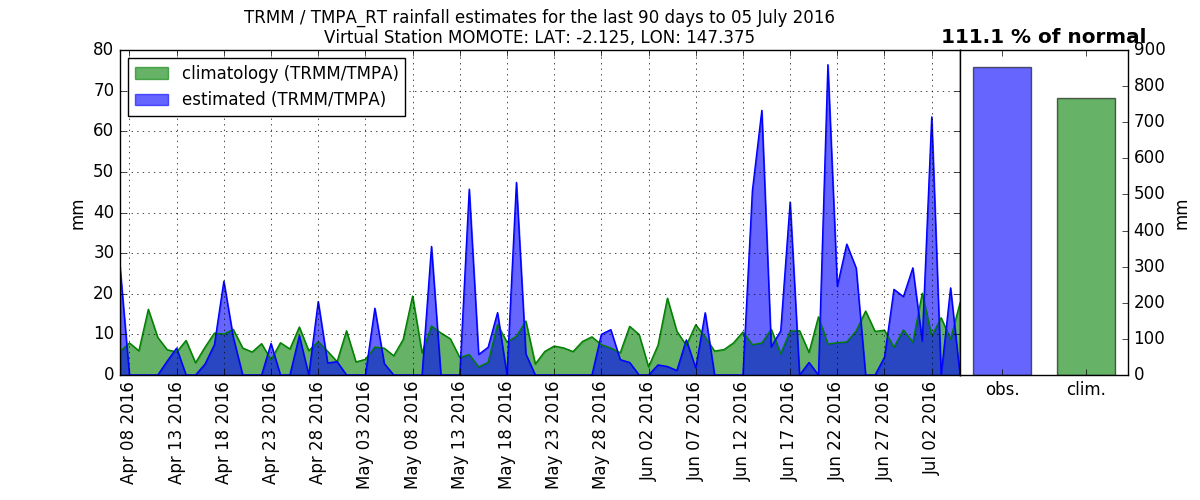 TRMM / TMPA_RT rainfall estimates for the last 90 days to 05 July 2016
Virtual Station MOMOTE: LAT: -2.125, LON: 147.375
111.1 % of normal
climatology (TRMM/TMPA)
estimated (TRMM/TMPA)
80
70
60
50
40
30
20
10
0
mm
Apr 08 2016
Apr 13 2016
Apr 18 2016
Apr 23 2016
Apr 28 2016
May 03 2016
May 08 2016
May 13 2016
May 18 2016
May 23 2016
May 28 2016
Jun 02 2016
Jun 07 2016
Jun 12 2016
Jun 17 2016
Jun 22 2016
Jun 27 2016
Jul 02 2016
obs.
clim.
900
800
700
600
500
400
300
200
100
0
mm